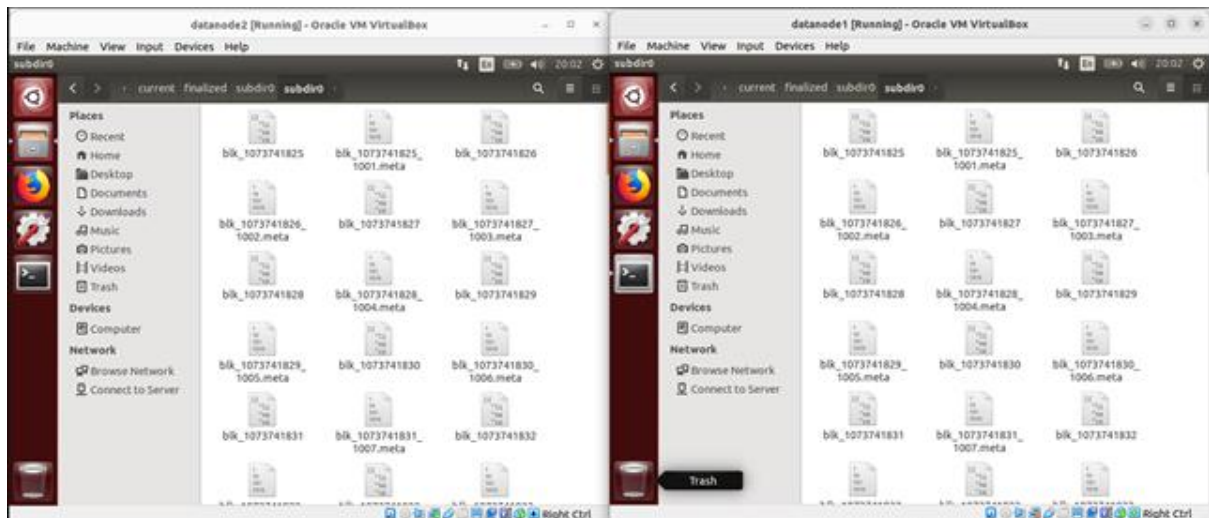 datanode2 [Running] - Oracle VM VirtualBox
File Machine View Input Devices Help
subdir0
En
20:02
current finalized subdir0 subdir0
Places
Recent
Home
Desktop
Documents
Downloads
Music
Pictures
Videos
Trash
Devices
Computer
Network
Browse Network
Connect to Server
blk_1073741825
blk_1073741825_
1001.meta
blk_1073741826
blk_1073741826_
1002.meta
blk_1073741827
blk_1073741827_
1003.meta
blk_1073741828
blk_1073741828_
1004.meta
blk_1073741829
blk_1073741829_
1005.meta
blk_1073741830
blk_1073741830_
1006.meta
blk_1073741831
blk_1073741831_
1007.meta
blk_1073741832
Right Ctrl
datanode1 [Running] - Oracle VM VirtualBox
File Machine View Input Devices Help
subdir0
En
20:02
current finalized subdir0 subdir0
Places
Recent
Home
Desktop
Documents
Downloads
Music
Pictures
Videos
Trash
Devices
Computer
Network
Browse Network
Connect to Server
Trash
blk_1073741825
blk_1073741825_
1001.meta
blk_1073741826
blk_1073741826_
1002.meta
blk_1073741827
blk_1073741827_
1003.meta
blk_1073741828
blk_1073741828_
1004.meta
blk_1073741829
blk_1073741829_
1005.meta
blk_1073741830
blk_1073741830_
1006.meta
blk_1073741831
blk_1073741831_
1007.meta
blk_1073741832
Right Ctrl